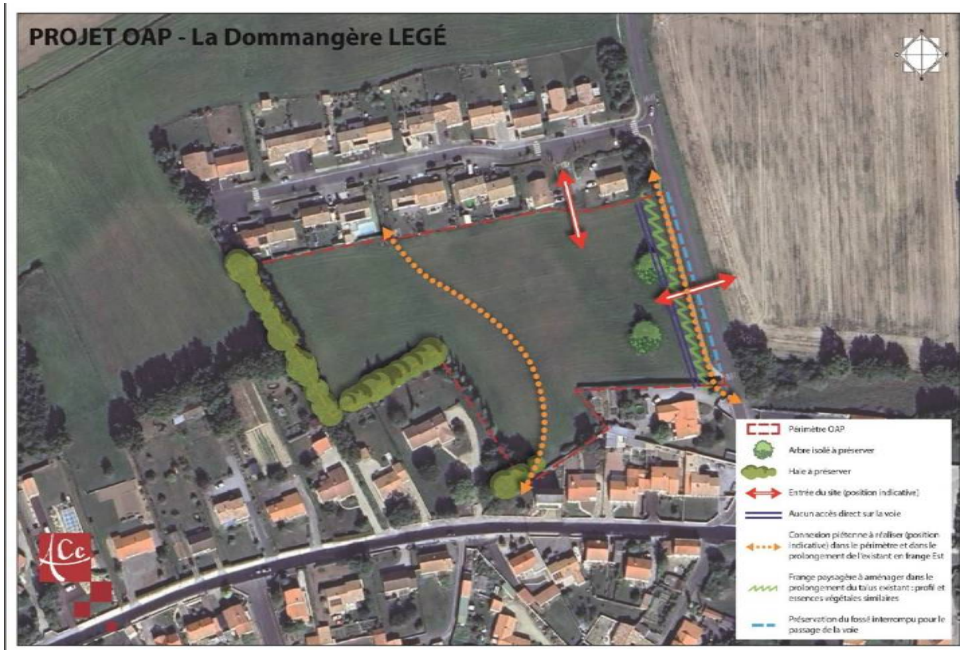 PROJET OAP - La Dommangère LEGÉ
Périmètre OAP
Arbre isolé à préserver
Haie à préserver
Entrée du site (position indicative)
Aucun accès direct sur la voie
Connexion piétonne à réaliser (position
indicative) dans le périmètre et dans le
prolongement de l'existant en frange Est
Frange paysagère à aménager dans le
prolongement du talus existant : profil et
essences végétales similaires
Préservation du fossé interrompu pour le
passage de la voie